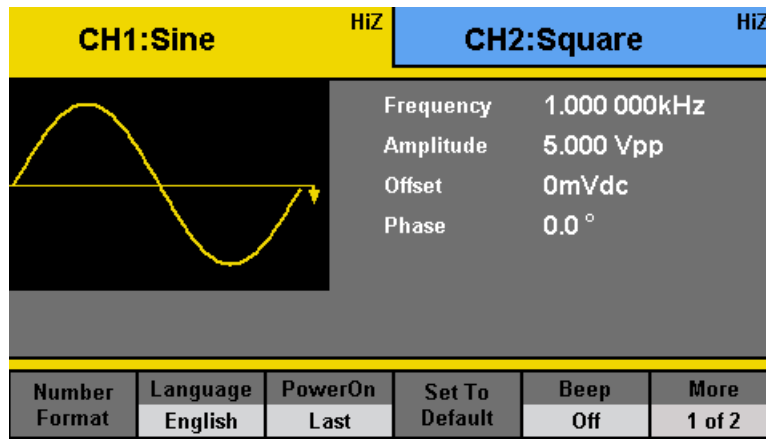 CH1:Sine HiZ CH2:Square HiZ
Frequency 1.000 000kHz
Amplitude 5.000 Vpp
Offset 0mVdc
Phase 0.0 °
Number Format
Language English
PowerOn Last
Set To Default
Beep Off
More 1 of 2